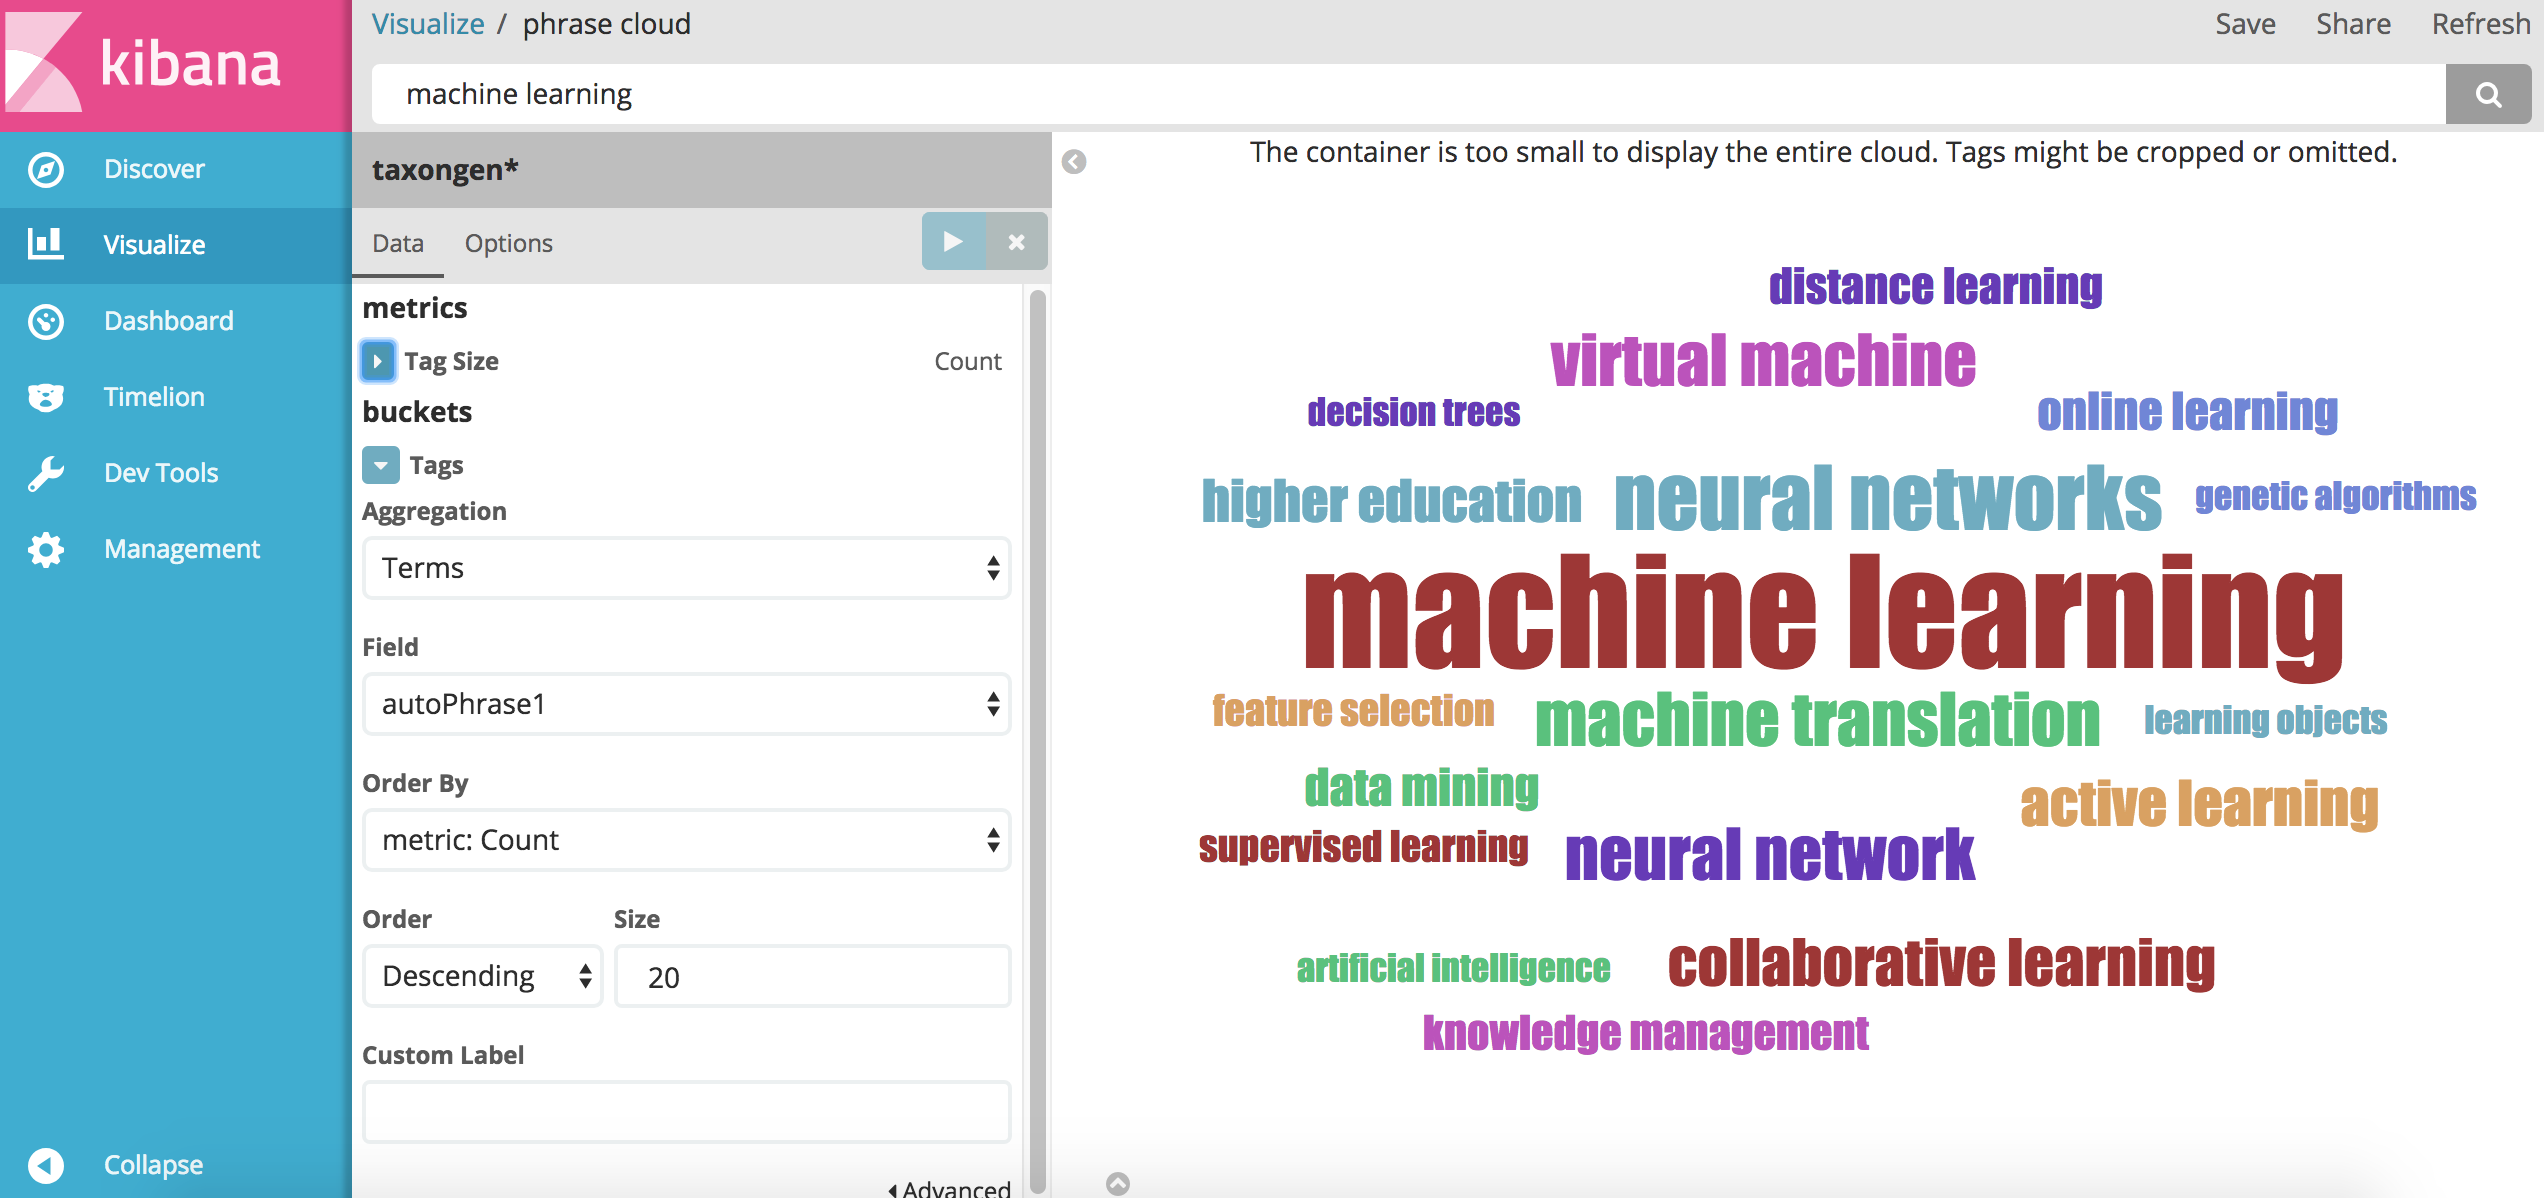 kibana
Visualize / phrase cloud
Save Share Refresh
machine learning
Discover
Visualize
Dashboard
Timelion
Dev Tools
Management
Collapse
taxongen*
Data Options
metrics
Tag Size Count
buckets
Tags
Aggregation
Terms
Field
autoPhrase1
Order By
metric: Count
Order Size
Descending 20
Custom Label
Advanced
The container is too small to display the entire cloud. Tags might be cropped or omitted.
distance learning
virtual machine
decision trees
online learning
higher education
neural networks
genetic algorithms
machine learning
feature selection
machine translation
learning objects
data mining
active learning
supervised learning
neural network
artificial intelligence
collaborative learning
knowledge management